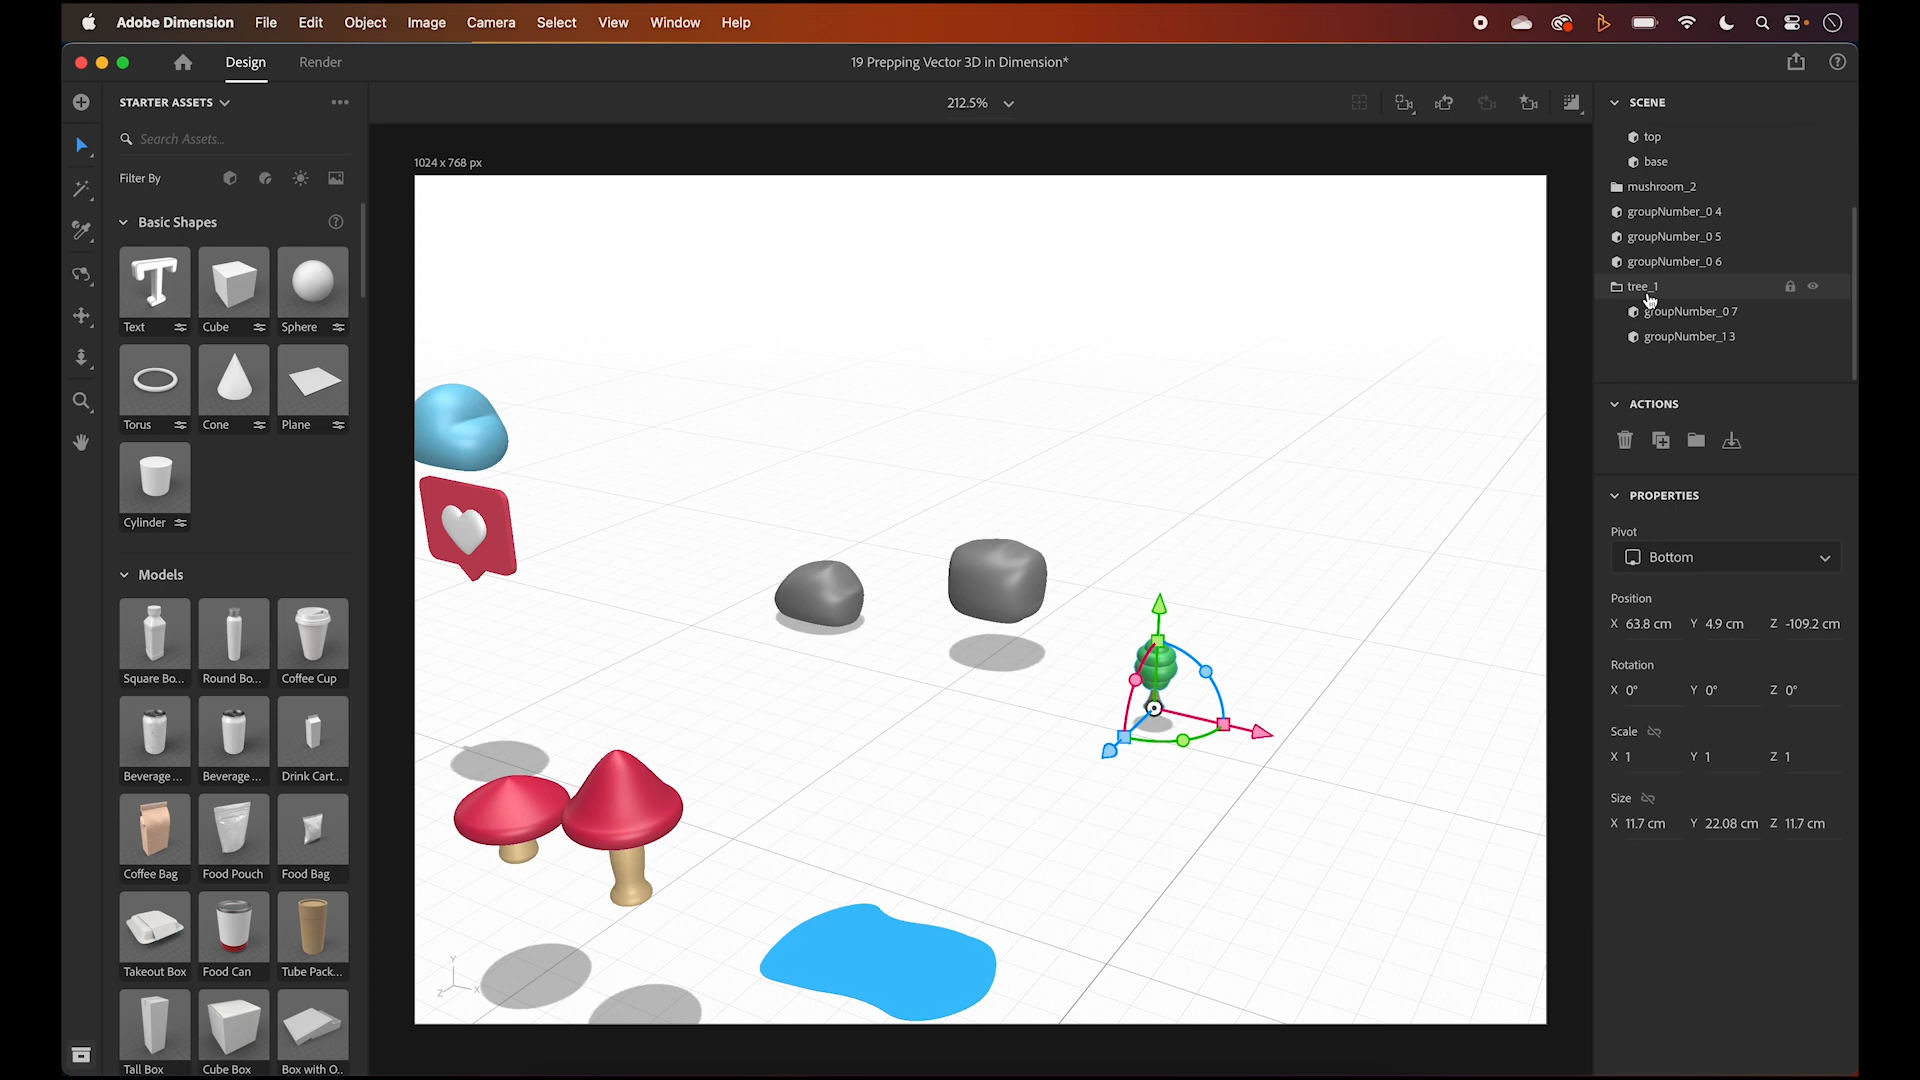 Adobe Dimension File Edit Object Image Camera Select View Window Help
Design Render 19 Prepping Vector 3D in Dimension*
STARTER ASSETS
Search Assets...
Filter By
Basic Shapes
Text Cube Sphere
Torus Cone Plane
Cylinder
Models
Square Bo... Round Bo... Coffee Cup
Beverage ... Beverage ... Drink Cart...
Coffee Bag Food Pouch Food Bag
Takeout Box Food Can Tube Pack...
Tall Box Cube Box Box with O..
212.5%
1024 x 768 px
Y
Z X
SCENE
top
base
mushroom_2
groupNumber_0 4
groupNumber_0 5
groupNumber_0 6
tree_1
groupNumber_0 7
groupNumber_1 3
ACTIONS
PROPERTIES
Pivot
Bottom
Position
X 63.8 cm Y 4.9 cm Z -109.2 cm
Rotation
X 0° Y 0° Z 0°
Scale
X 1 Y 1 Z 1
Size
X 11.7 cm Y 22.08 cm Z 11.7 cm